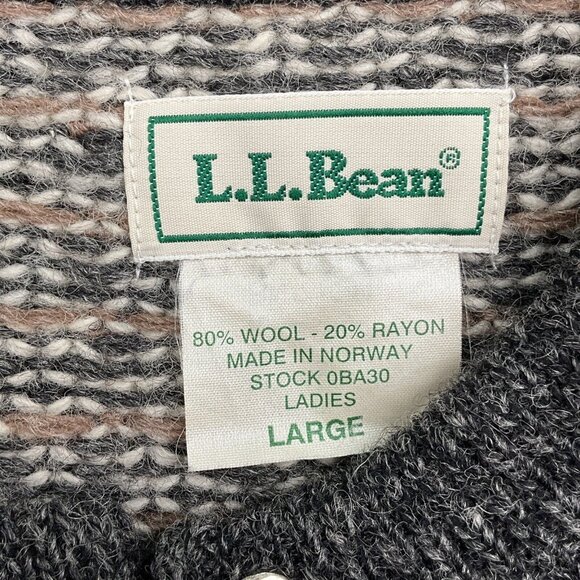 L.L.Bean®
80% WOOL - 20% RAYON
MADE IN NORWAY
STOCK 0BA30
LADIES
LARGE